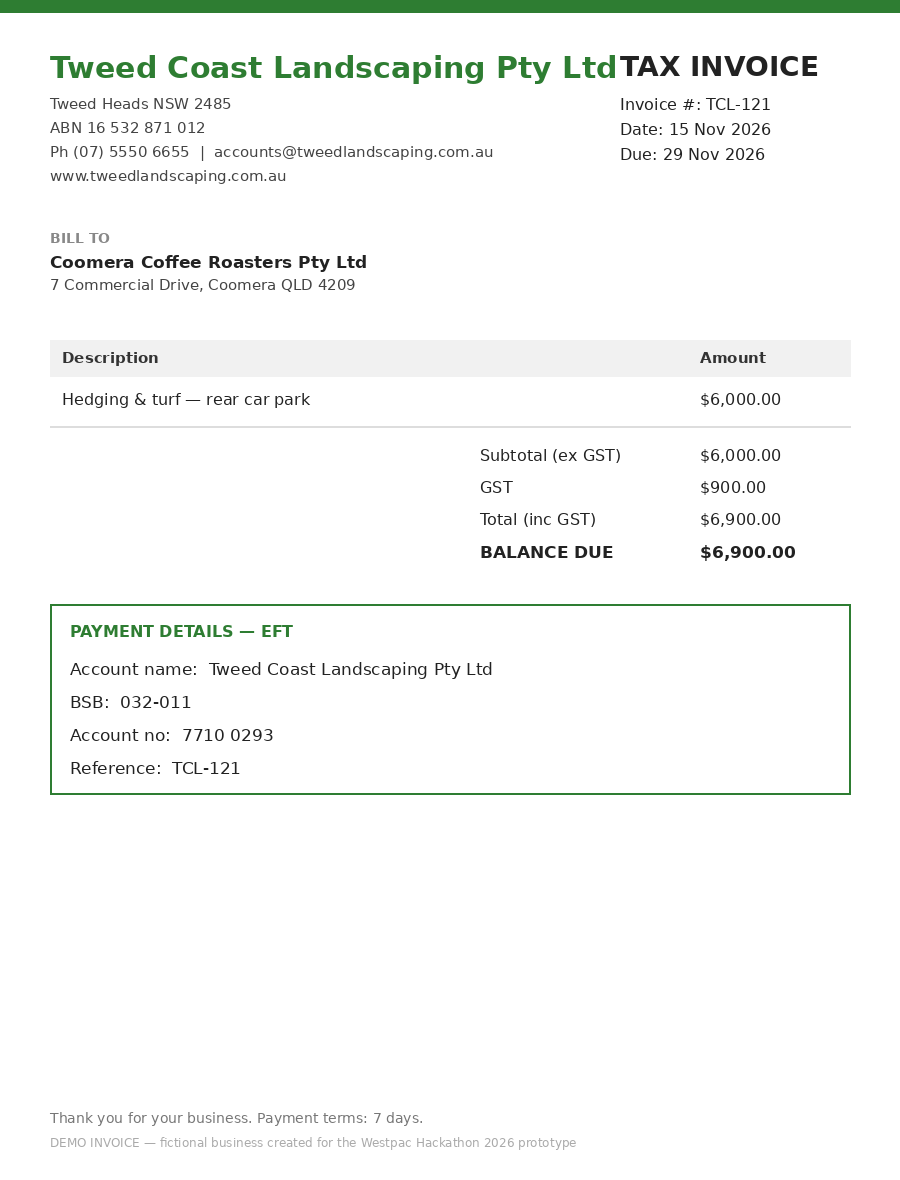 Tweed Coast Landscaping Pty Ltd
TAX INVOICE
Tweed Heads NSW 2485
ABN 16 532 871 012
Ph (07) 5550 6655 | accounts@tweedlandscaping.com.au
www.tweedlandscaping.com.au
Invoice #: TCL-121
Date: 15 Nov 2026
Due: 29 Nov 2026
BILL TO
Coomera Coffee Roasters Pty Ltd
7 Commercial Drive, Coomera QLD 4209
Description Amount
Hedging & turf — rear car park $6,000.00
Subtotal (ex GST) $6,000.00
GST $900.00
Total (inc GST) $6,900.00
BALANCE DUE $6,900.00
PAYMENT DETAILS — EFT
Account name: Tweed Coast Landscaping Pty Ltd
BSB: 032-011
Account no: 7710 0293
Reference: TCL-121
Thank you for your business. Payment terms: 7 days.
DEMO INVOICE — fictional business created for the Westpac Hackathon 2026 prototype